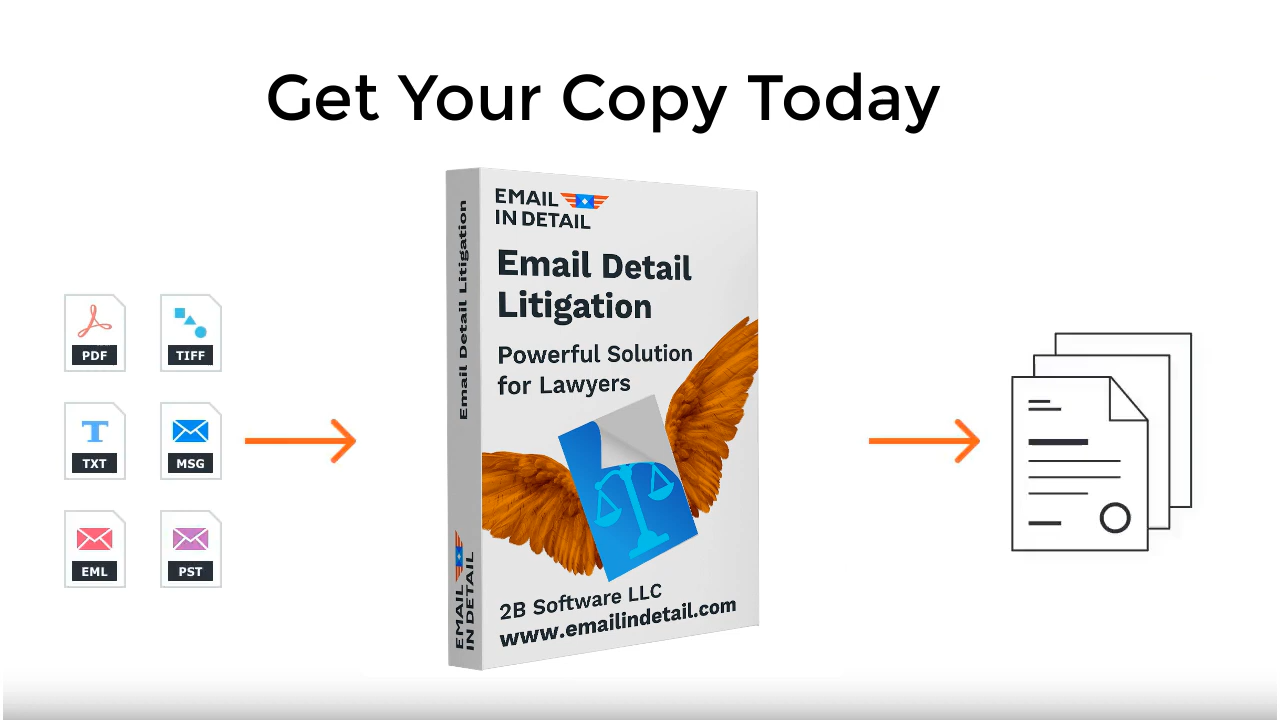 Get Your Copy Today
EMAIL
IN DETAIL
Email Detail
Litigation
Powerful Solution
for Lawyers
2B Software LLC
www.emailindetail.com
Email Detail Litigation
EMAIL
IN DETAIL
PDF
TIFF
TXT
MSG
EML
PST